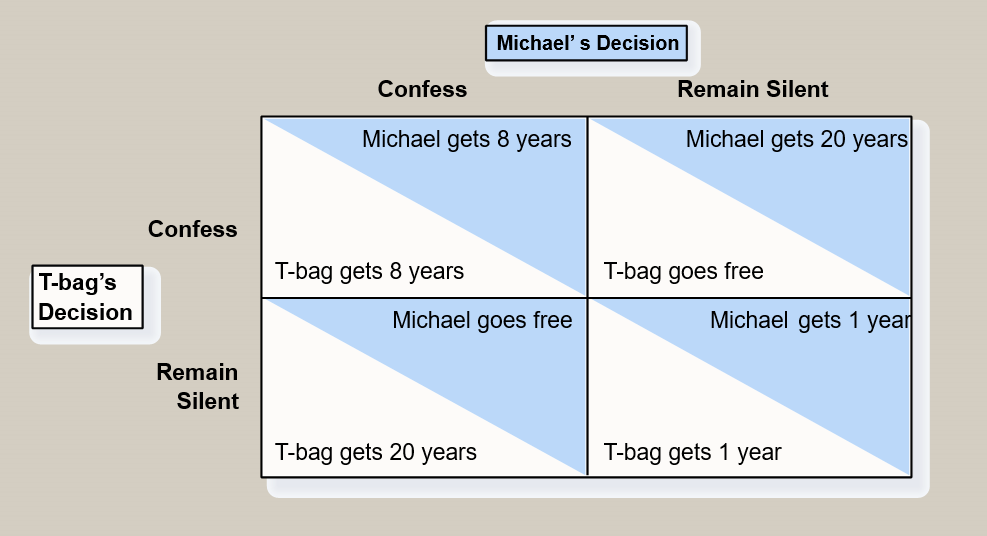 Michael’ s Decision
Confess
Remain Silent
Michael gets 8 years
Michael gets 20 years
Confess
T-bag gets 8 years
T-bag goes free
T-bag’s
Decision
Michael goes free
Michael gets 1 year
Remain
Silent
T-bag gets 20 years
T-bag gets 1 year